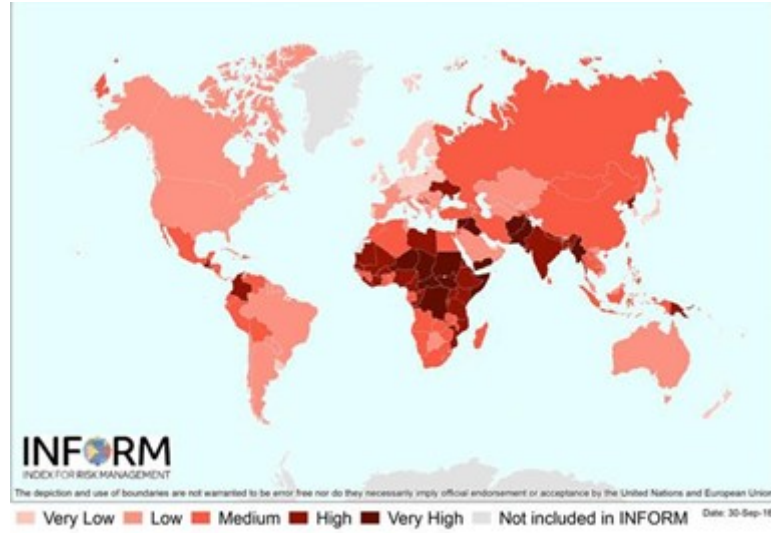 INFORM
INDEX FOR RISK MANAGEMENT
The depiction and use of boundaries are not warranted to be error free nor do they necessarily imply official endorsement or acceptance by the United Nations and European Union
Very Low Low Medium High Very High Not included in INFORM Date: 30-Sep-16